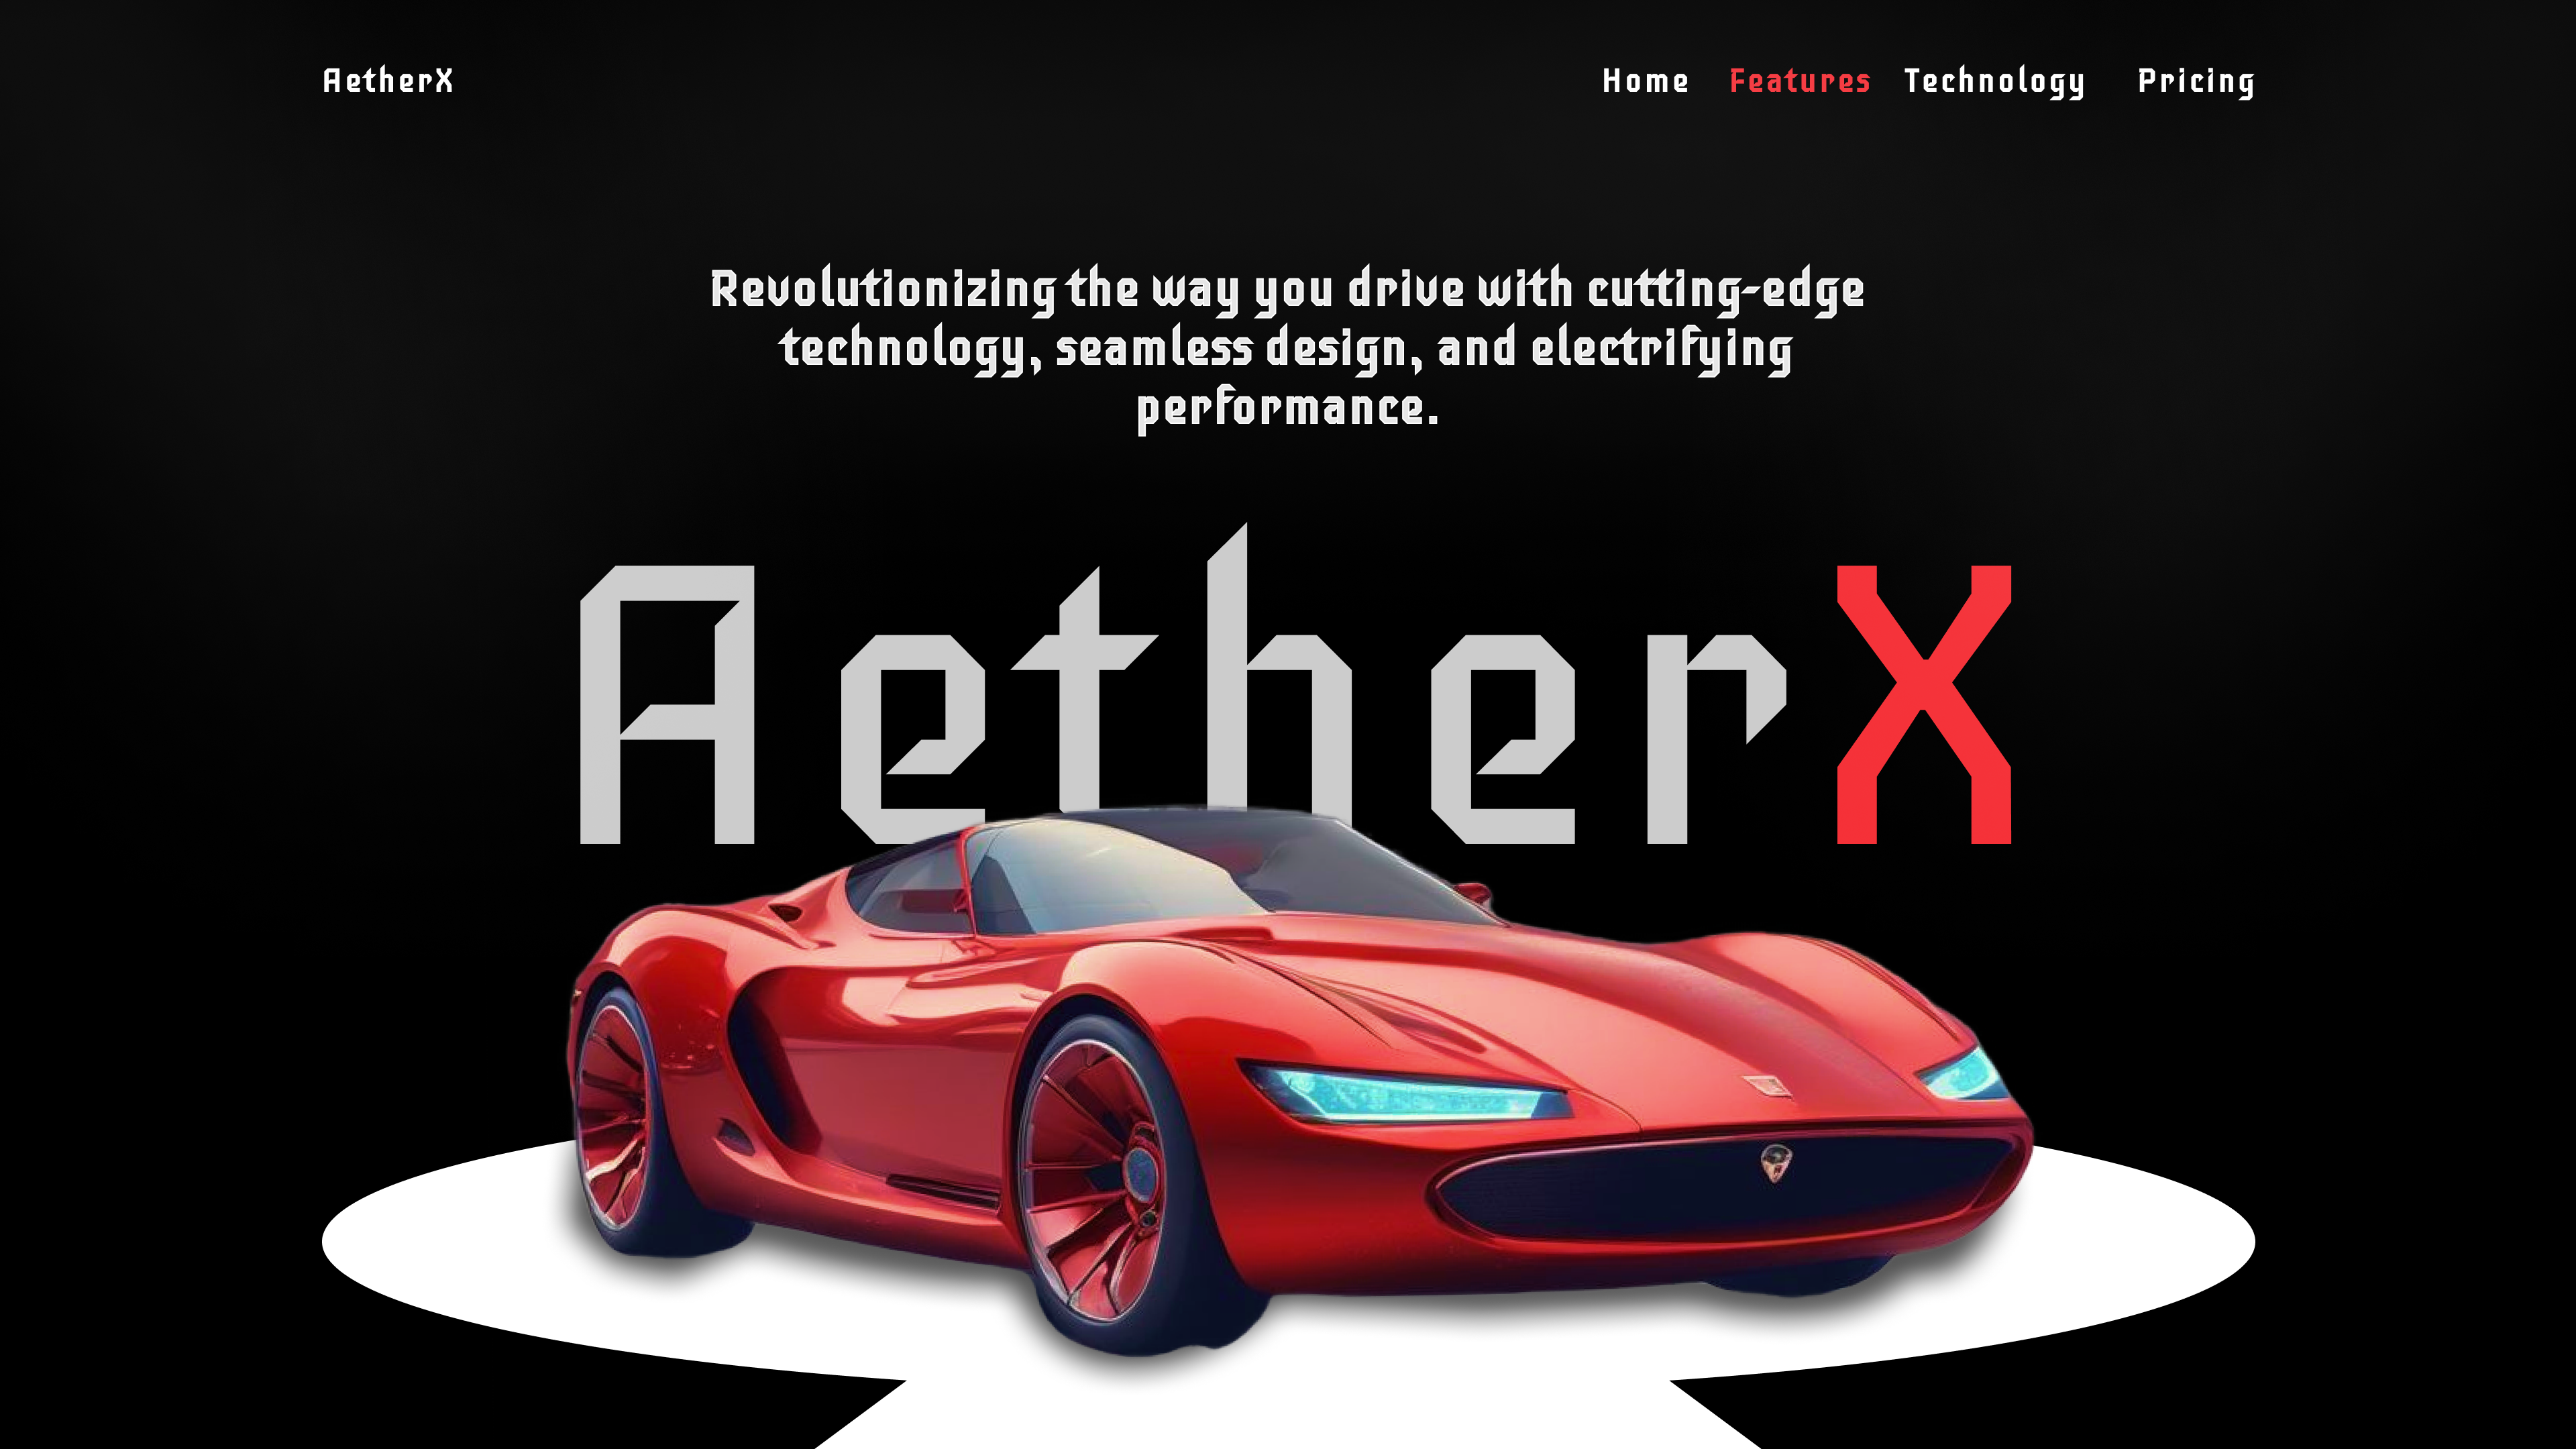 AetherX
Home Features Technology Pricing
Revolutionizing the way you drive with cutting-edge
technology, seamless design, and electrifying
performance.
AetherX